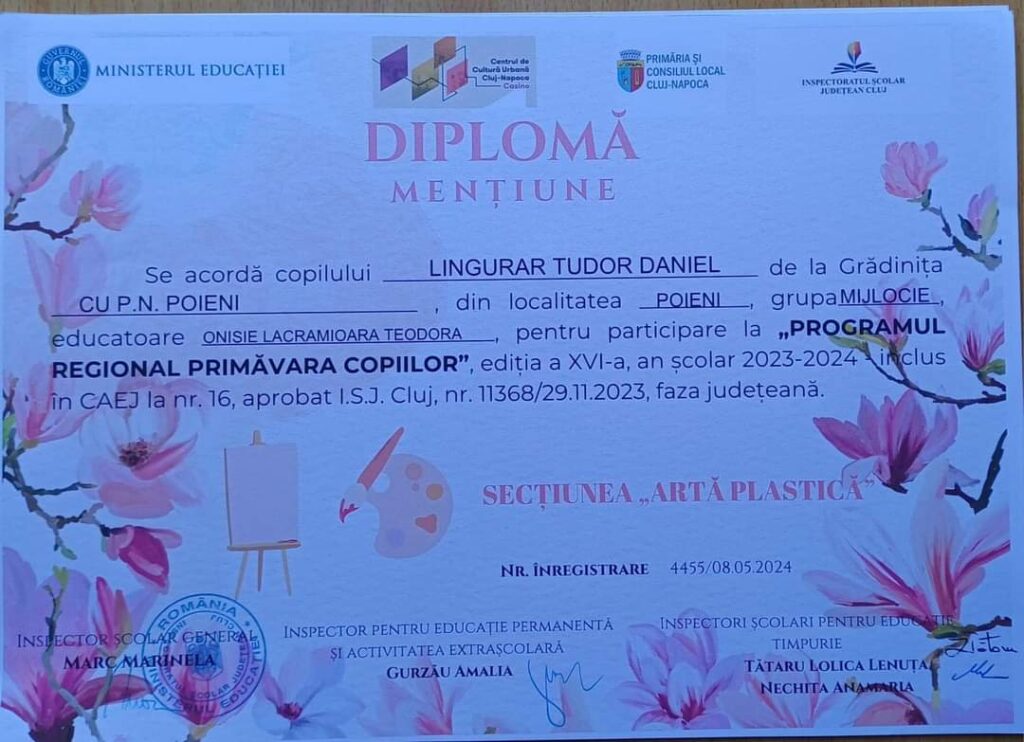 GUVERNUL ROMÂNIEI
MINISTERUL EDUCAȚIEI
Centrul de
Cultură Urbană
Cluj-Napoca
Casino
PRIMĂRIA ȘI
CONSILIUL LOCAL
CLUJ-NAPOCA
INSPECTORATUL ȘCOLAR
JUDEȚEAN CLUJ
DIPLOMĂ
MENȚIUNE
Se acordă copilului LINGURAR TUDOR DANIEL de la Grădinița
CU P.N. POIENI, din localitatea POIENI, grupa MIJLOCIE,
educatoare ONISIE LACRAMIOARA TEODORA, pentru participare la „PROGRAMUL
REGIONAL PRIMĂVARA COPIILOR”, ediția a XVI-a, an școlar 2023-2024 - inclus
în CAEJ la nr. 16, aprobat I.S.J. Cluj, nr. 11368/29.11.2023, faza județeană.
SECȚIUNEA „ARTĂ PLASTICĂ”
NR. ÎNREGISTRARE 4455/08.05.2024
INSPECTOR ȘCOLAR GENERAL
MARC MARINELA
ROMÂNIA
MINISTERUL EDUCAȚIEI
INSPECTOR PENTRU EDUCAȚIE PERMANENTĂ
ȘI ACTIVITATEA EXTRAȘCOLARĂ
GURZĂU AMALIA
INSPECTORI ȘCOLARI PENTRU EDUCAȚIE
TIMPURIE
TĂTARU LOLICA LENUȚA
NECHITA ANAMARIA